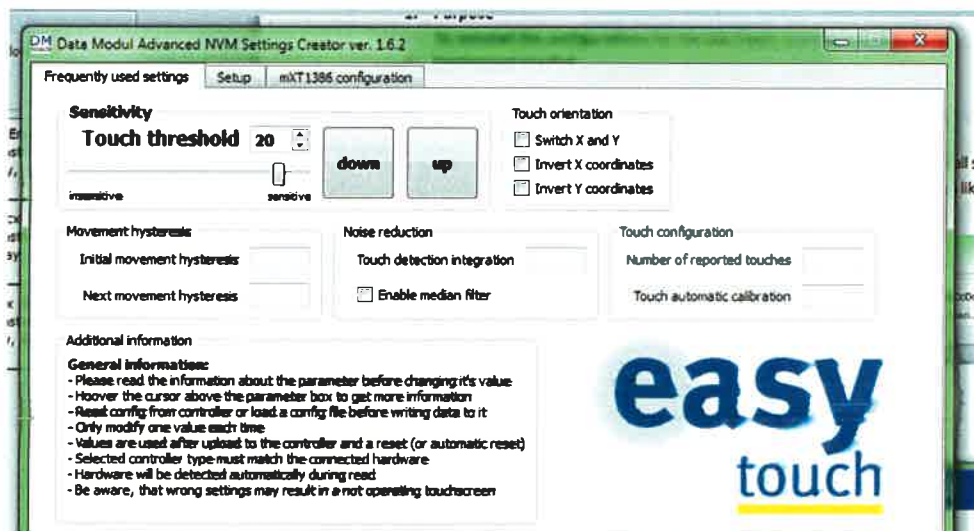 DM Data Modul Advanced NVM Settings Creator ver. 1.6.2
Frequently used settings Setup mXT1386 configuration
Sensitivity
Touch threshold 20
down up
insensitive sensitive
Touch orientation
Switch X and Y
Invert X coordinates
Invert Y coordinates
Movement hysteresis
Initial movement hysteresis
Next movement hysteresis
Noise reduction
Touch detection integration
Enable median filter
Touch configuration
Number of reported touches
Touch automatic calibration
Additional information
General information:
- Please read the information about the parameter before changing it's value
- Hoover the cursor above the parameter box to get more information
- Read config from controller or load a config file before writing data to it
- Only modify one value each time
- Values are used after upload to the controller and a reset (or automatic reset)
- Selected controller type must match the connected hardware
- Hardware will be detected automatically during read
- Be aware, that wrong settings may result in a not operating touchscreen
easy
touch